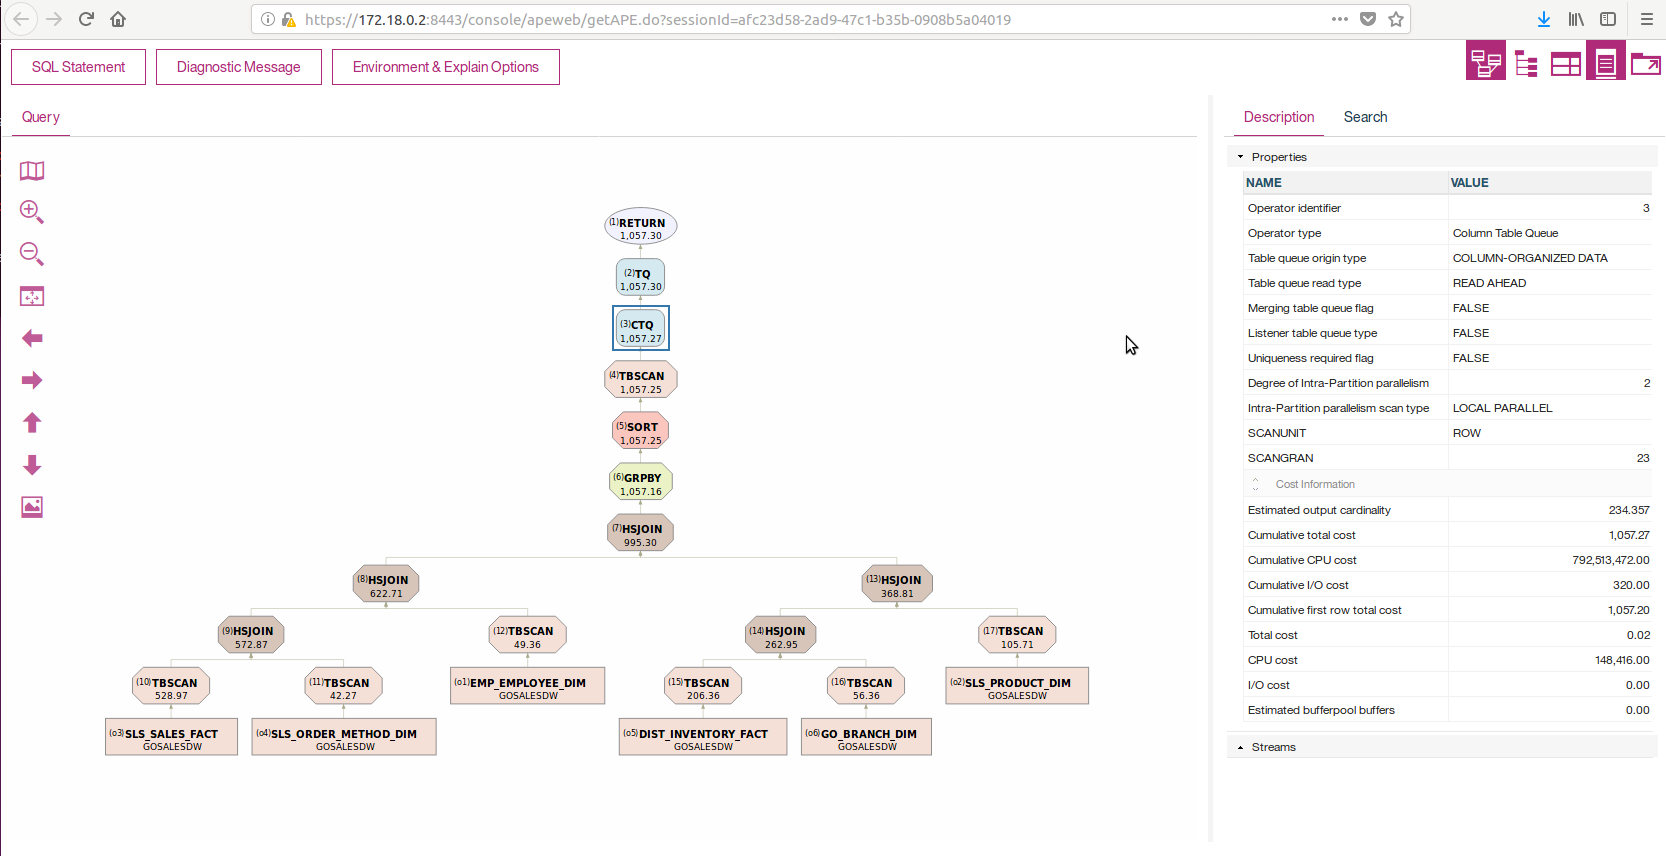 https://172.18.0.2:8443/console/apeweb/getAPE.do?sessionId=afc23d58-2ad9-47c1-b35b-0908b5a04019
SQL Statement
Diagnostic Message
Environment & Explain Options
Query
(1)RETURN
1,057.30
(2)TQ
1,057.30
(3)CTQ
1,057.27
(4)TBSCAN
1,057.25
(5)SORT
1,057.25
(6)GRPBY
1,057.16
(7)HSJOIN
995.30
(8)HSJOIN
622.71
(13)HSJOIN
368.81
(9)HSJOIN
572.87
(12)TBSCAN
49.36
(14)HSJOIN
262.95
(17)TBSCAN
105.71
(10)TBSCAN
528.97
(11)TBSCAN
42.27
(o1)EMP_EMPLOYEE_DIM
GOSALESDW
(15)TBSCAN
206.36
(16)TBSCAN
56.36
(o2)SLS_PRODUCT_DIM
GOSALESDW
(o3)SLS_SALES_FACT
GOSALESDW
(o4)SLS_ORDER_METHOD_DIM
GOSALESDW
(o5)DIST_INVENTORY_FACT
GOSALESDW
(o6)GO_BRANCH_DIM
GOSALESDW
Description Search
Properties
NAME VALUE
Operator identifier 3
Operator type Column Table Queue
Table queue origin type COLUMN-ORGANIZED DATA
Table queue read type READ AHEAD
Merging table queue flag FALSE
Listener table queue type FALSE
Uniqueness required flag FALSE
Degree of Intra-Partition parallelism 2
Intra-Partition parallelism scan type LOCAL PARALLEL
SCANUNIT ROW
SCANGRAN 23
Cost Information
Estimated output cardinality 234.357
Cumulative total cost 1,057.27
Cumulative CPU cost 792,513,472.00
Cumulative I/O cost 320.00
Cumulative first row total cost 1,057.20
Total cost 0.02
CPU cost 148,416.00
I/O cost 0.00
Estimated bufferpool buffers 0.00
Streams